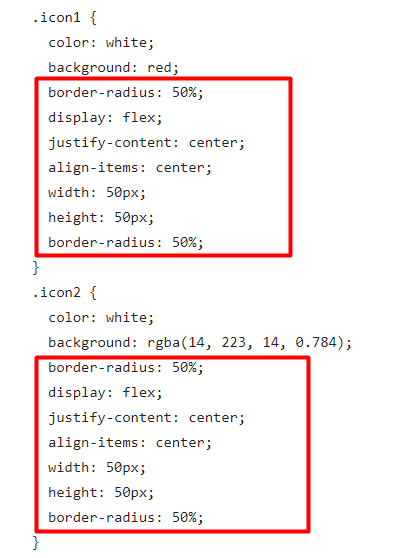 .icon1 {
  color: white;
  background: red;
  border-radius: 50%;
  display: flex;
  justify-content: center;
  align-items: center;
  width: 50px;
  height: 50px;
  border-radius: 50%;
}
.icon2 {
  color: white;
  background: rgba(14, 223, 14, 0.784);
  border-radius: 50%;
  display: flex;
  justify-content: center;
  align-items: center;
  width: 50px;
  height: 50px;
  border-radius: 50%;
}